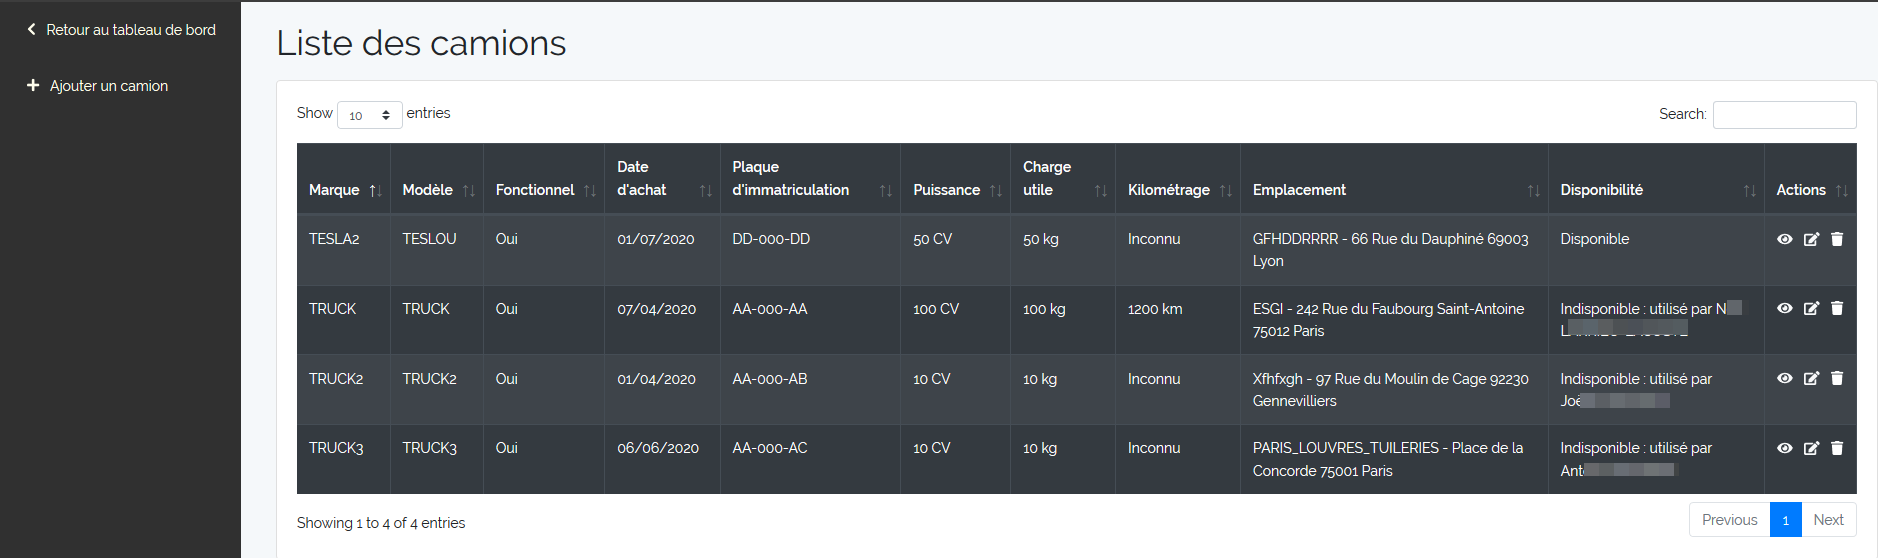 Retour au tableau de bord
Ajouter un camion
Liste des camions
Show 10 entries
Search:
Marque Modèle Fonctionnel Date d'achat Plaque d'immatriculation Puissance Charge utile Kilométrage Emplacement Disponibilité Actions
TESLA2 TESLOU Oui 01/07/2020 DD-000-DD 50 CV 50 kg Inconnu GFHDDRRRR - 66 Rue du Dauphiné 69003 Disponible
Lyon
TRUCK TRUCK Oui 07/04/2020 AA-000-AA 100 CV 100 kg 1200 km ESGI - 242 Rue du Faubourg Saint-Antoine Indisponible : utilisé par
75012 Paris
TRUCK2 TRUCK2 Oui 01/04/2020 AA-000-AB 10 CV 10 kg Inconnu Xfhfxgh - 97 Rue du Moulin de Cage 92230 Indisponible : utilisé par
Gennevilliers
TRUCK3 TRUCK3 Oui 06/06/2020 AA-000-AC 10 CV 10 kg Inconnu PARIS_LOUVRES_TUILERIES - Place de la Indisponible : utilisé par
Concorde 75001 Paris
Showing 1 to 4 of 4 entries
Previous 1 Next